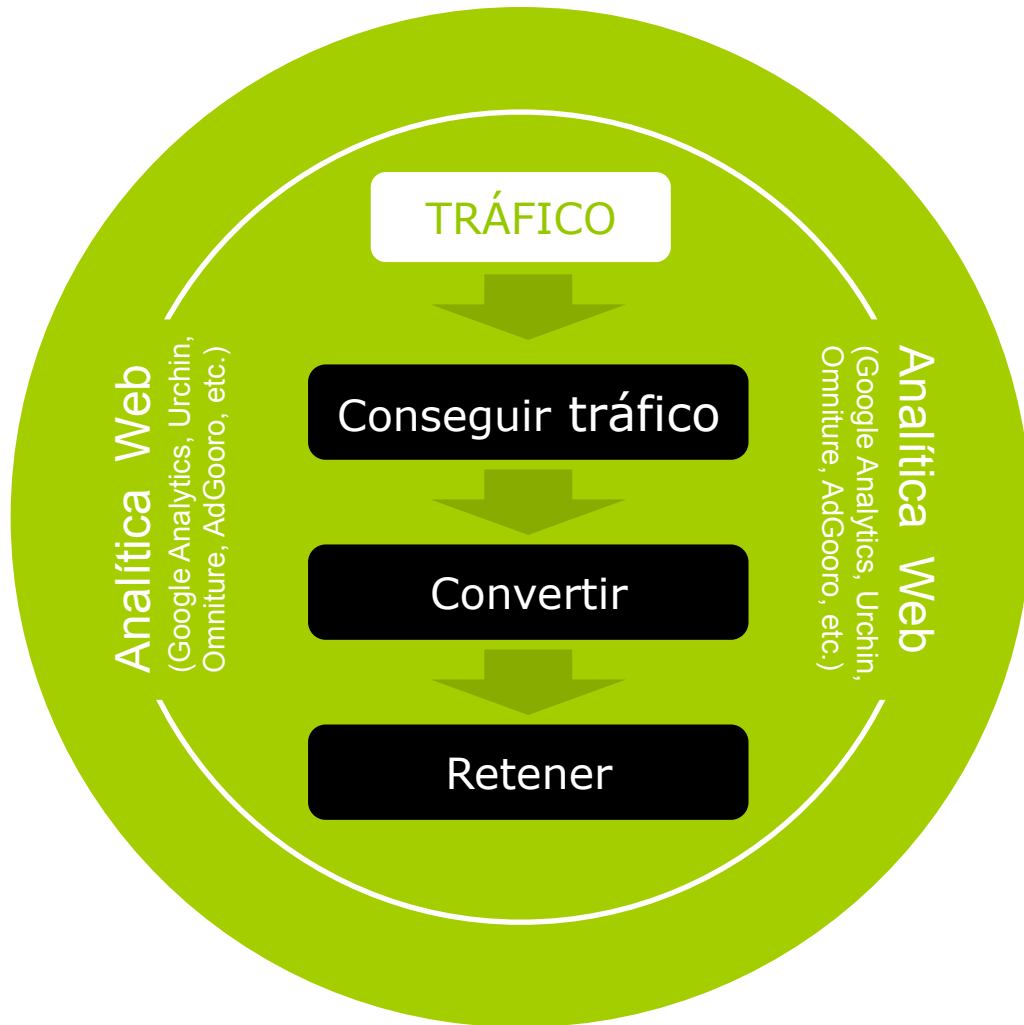 TRÁFICO
Conseguir tráfico
Convertir
Retener
Analítica Web
(Google Analytics, Urchin,
Omniture, AdGooro, etc.)
Analítica Web
(Google Analytics, Urchin,
Omniture, AdGooro, etc.)